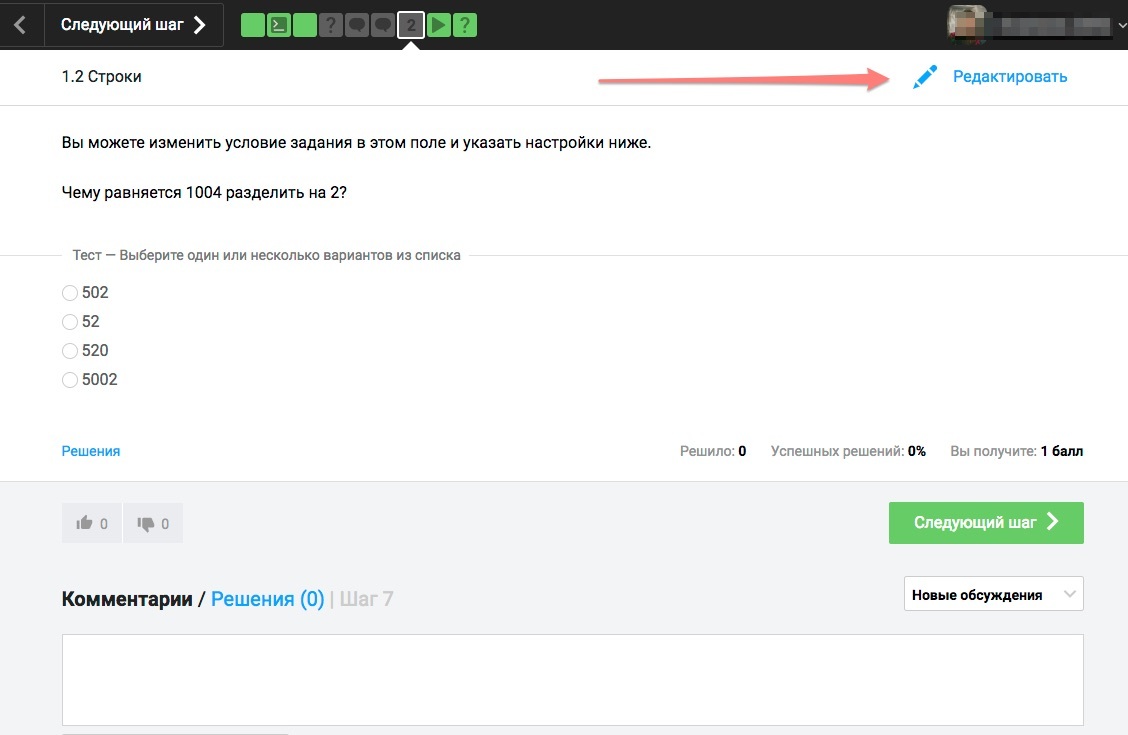 Следующий шаг
? 2 ?
1.2 Строки
Редактировать
Вы можете изменить условие задания в этом поле и указать настройки ниже.
Чему равняется 1004 разделить на 2?
Тест — Выберите один или несколько вариантов из списка
502
52
520
5002
Решения
Решило: 0 Успешных решений: 0% Вы получите: 1 балл
0 0
Следующий шаг
Комментарии / Решения (0) | Шаг 7
Новые обсуждения